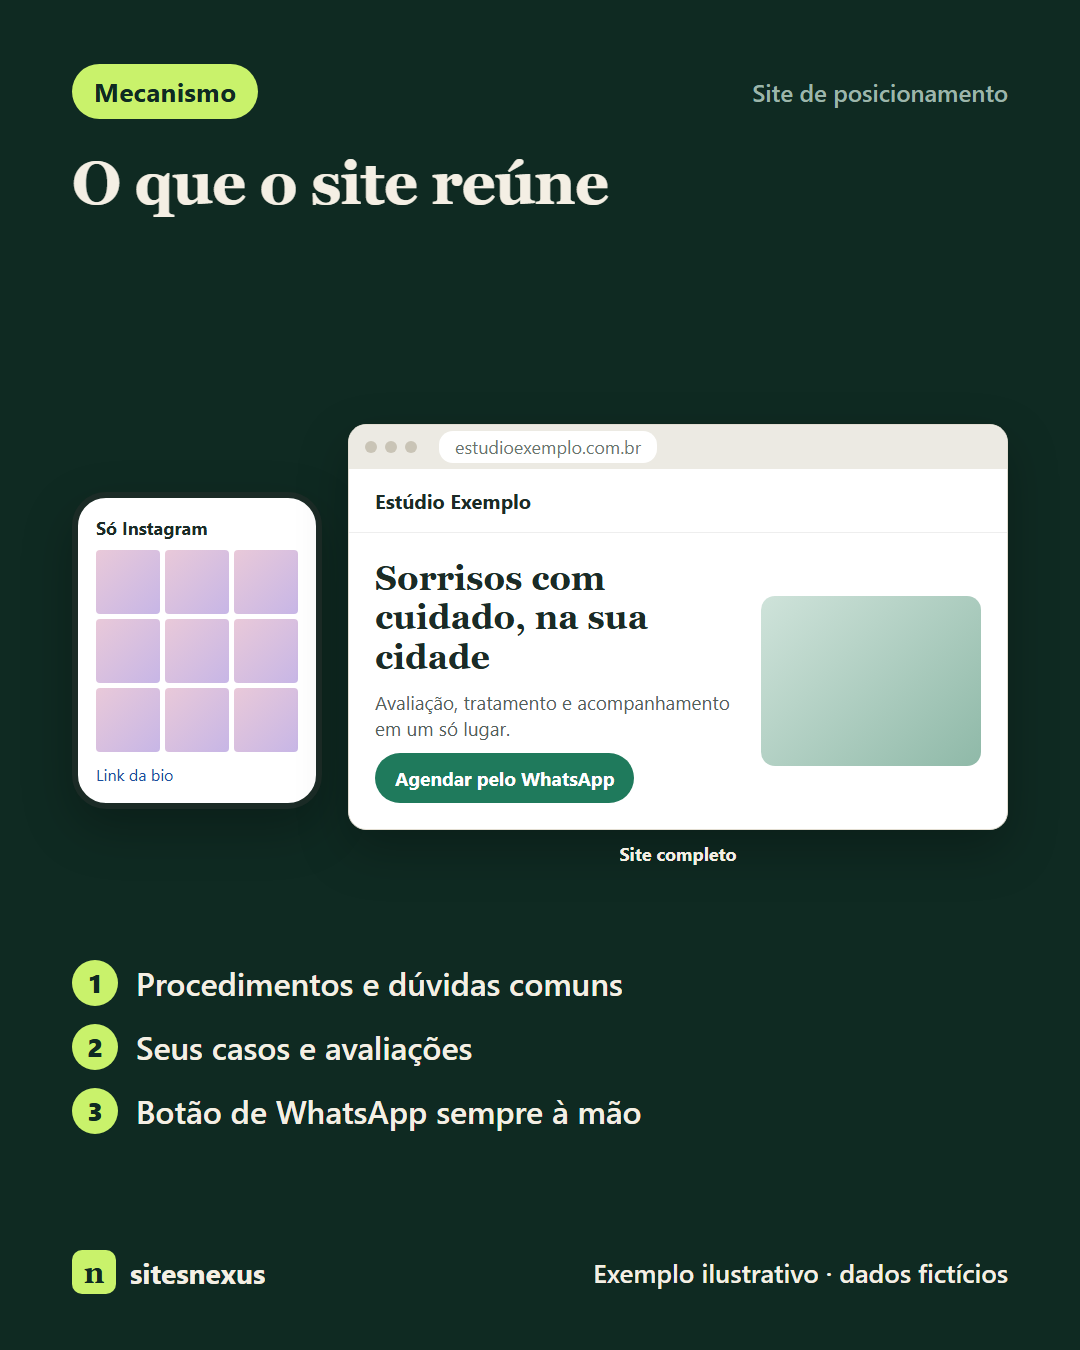 Mecanismo
Site de posicionamento
O que o site reúne
estudioexemplo.com.br
Estúdio Exemplo
Só Instagram
Sorrisos com
cuidado, na sua
cidade
Avaliação, tratamento e acompanhamento
em um só lugar.
Link da bio
Agendar pelo WhatsApp
Site completo
1 Procedimentos e dúvidas comuns
2 Seus casos e avaliações
3 Botão de WhatsApp sempre à mão
n sitesnexus
Exemplo ilustrativo · dados fictícios